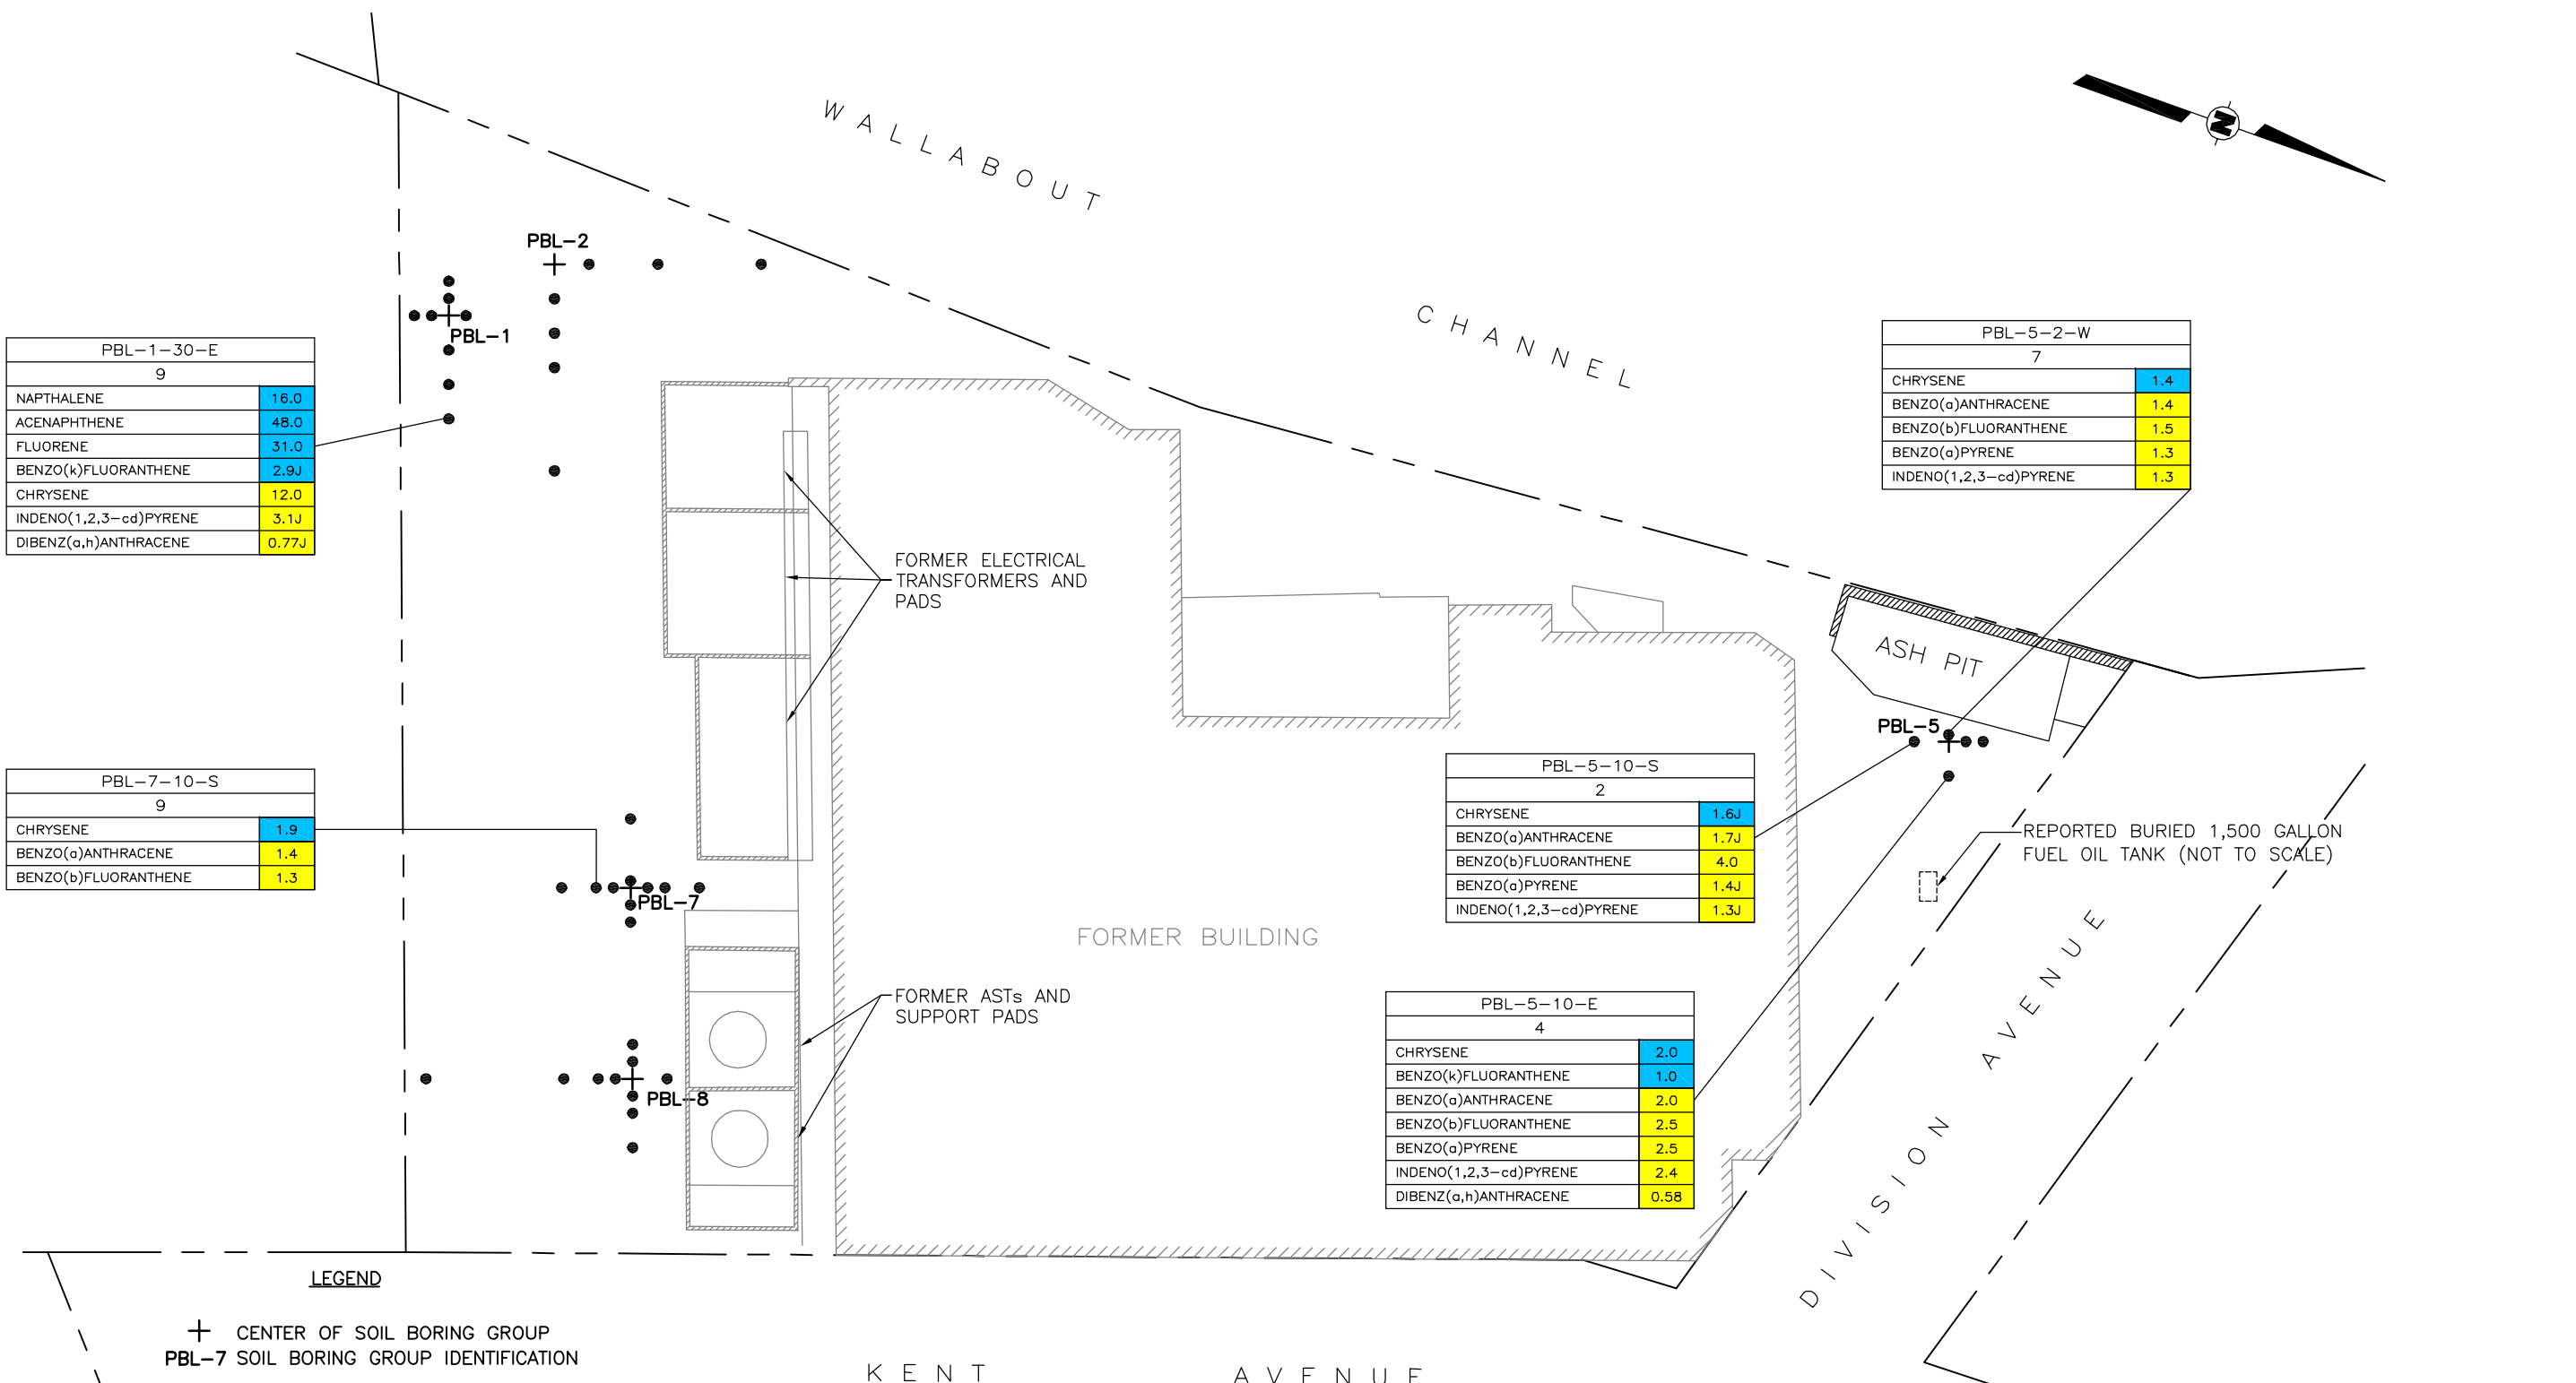 WALLABOUT
CHANNEL
N
PBL-2
PBL-1
PBL-1-30-E
9
NAPTHALENE 16.0
ACENAPHTHENE 48.0
FLUORENE 31.0
BENZO(k)FLUORANTHENE 2.9J
CHRYSENE 12.0
INDENO(1,2,3-cd)PYRENE 3.1J
DIBENZ(a,h)ANTHRACENE 0.77J
PBL-5-2-W
7
CHRYSENE 1.4
BENZO(a)ANTHRACENE 1.4
BENZO(b)FLUORANTHENE 1.5
BENZO(a)PYRENE 1.3
INDENO(1,2,3-cd)PYRENE 1.3
FORMER ELECTRICAL
TRANSFORMERS AND
PADS
ASH PIT
PBL-5
PBL-7-10-S
9
CHRYSENE 1.9
BENZO(a)ANTHRACENE 1.4
BENZO(b)FLUORANTHENE 1.3
PBL-7
PBL-5-10-S
2
CHRYSENE 1.6J
BENZO(a)ANTHRACENE 1.7J
BENZO(b)FLUORANTHENE 4.0
BENZO(a)PYRENE 1.4J
INDENO(1,2,3-cd)PYRENE 1.3J
REPORTED BURIED 1,500 GALLON
FUEL OIL TANK (NOT TO SCALE)
FORMER BUILDING
FORMER ASTs AND
SUPPORT PADS
PBL-8
PBL-5-10-E
4
CHRYSENE 2.0
BENZO(k)FLUORANTHENE 1.0
BENZO(a)ANTHRACENE 2.0
BENZO(b)FLUORANTHENE 2.5
BENZO(a)PYRENE 2.5
INDENO(1,2,3-cd)PYRENE 2.4
DIBENZ(a,h)ANTHRACENE 0.58
DIVISION AVENUE
LEGEND
CENTER OF SOIL BORING GROUP
PBL-7 SOIL BORING GROUP IDENTIFICATION
KENT AVENUE